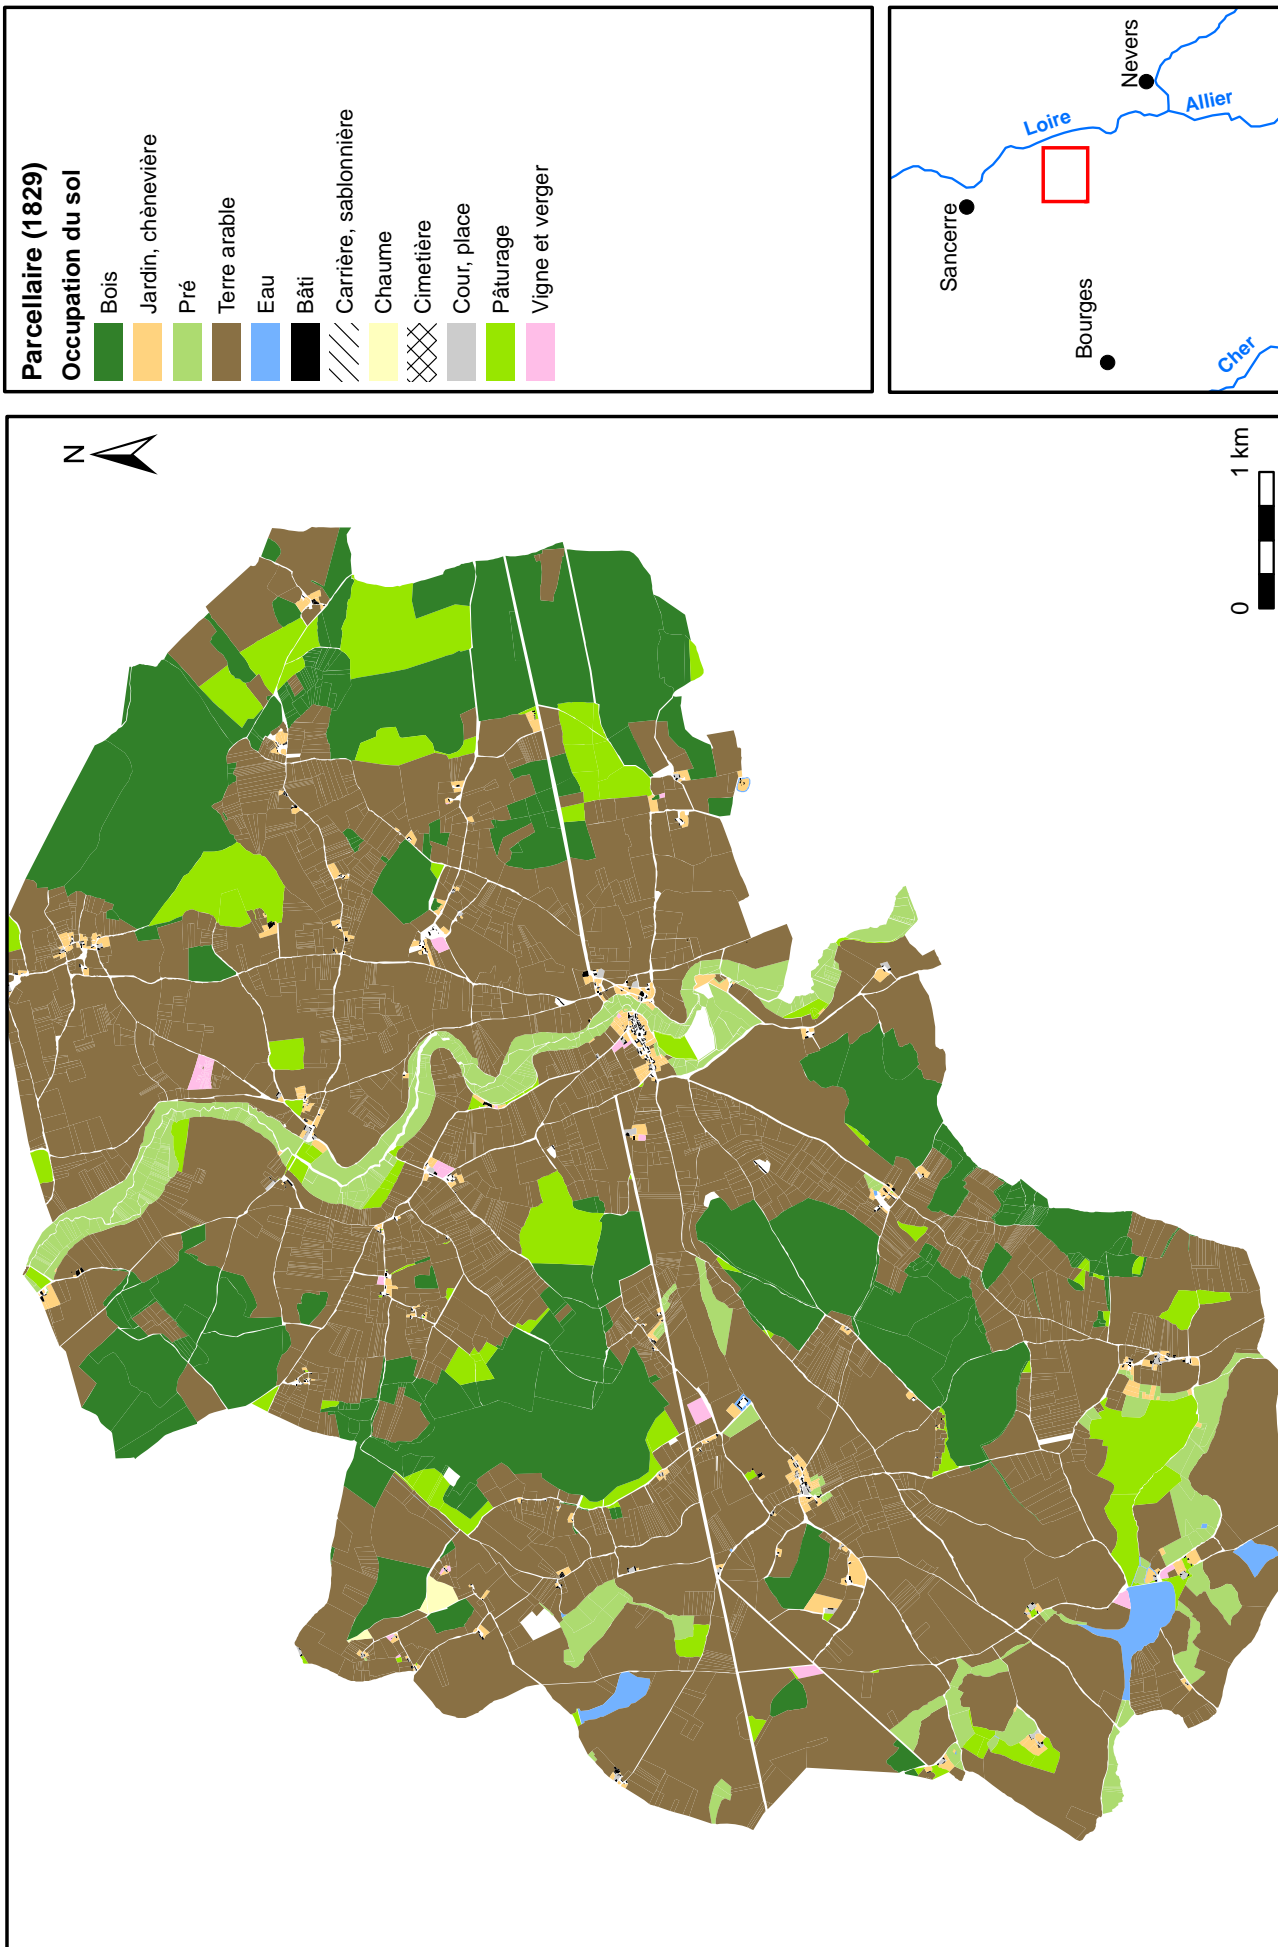 Parcellaire (1829)
Occupation du sol
Bois
Jardin, chènevière
Pré
Terre arable
Eau
Bâti
Carrière, sablonnière
Chaume
Cimetière
Cour, place
Pâturage
Vigne et verger
Sancerre
Bourges
Nevers
Loire
Allier
Cher
N
0
1 km